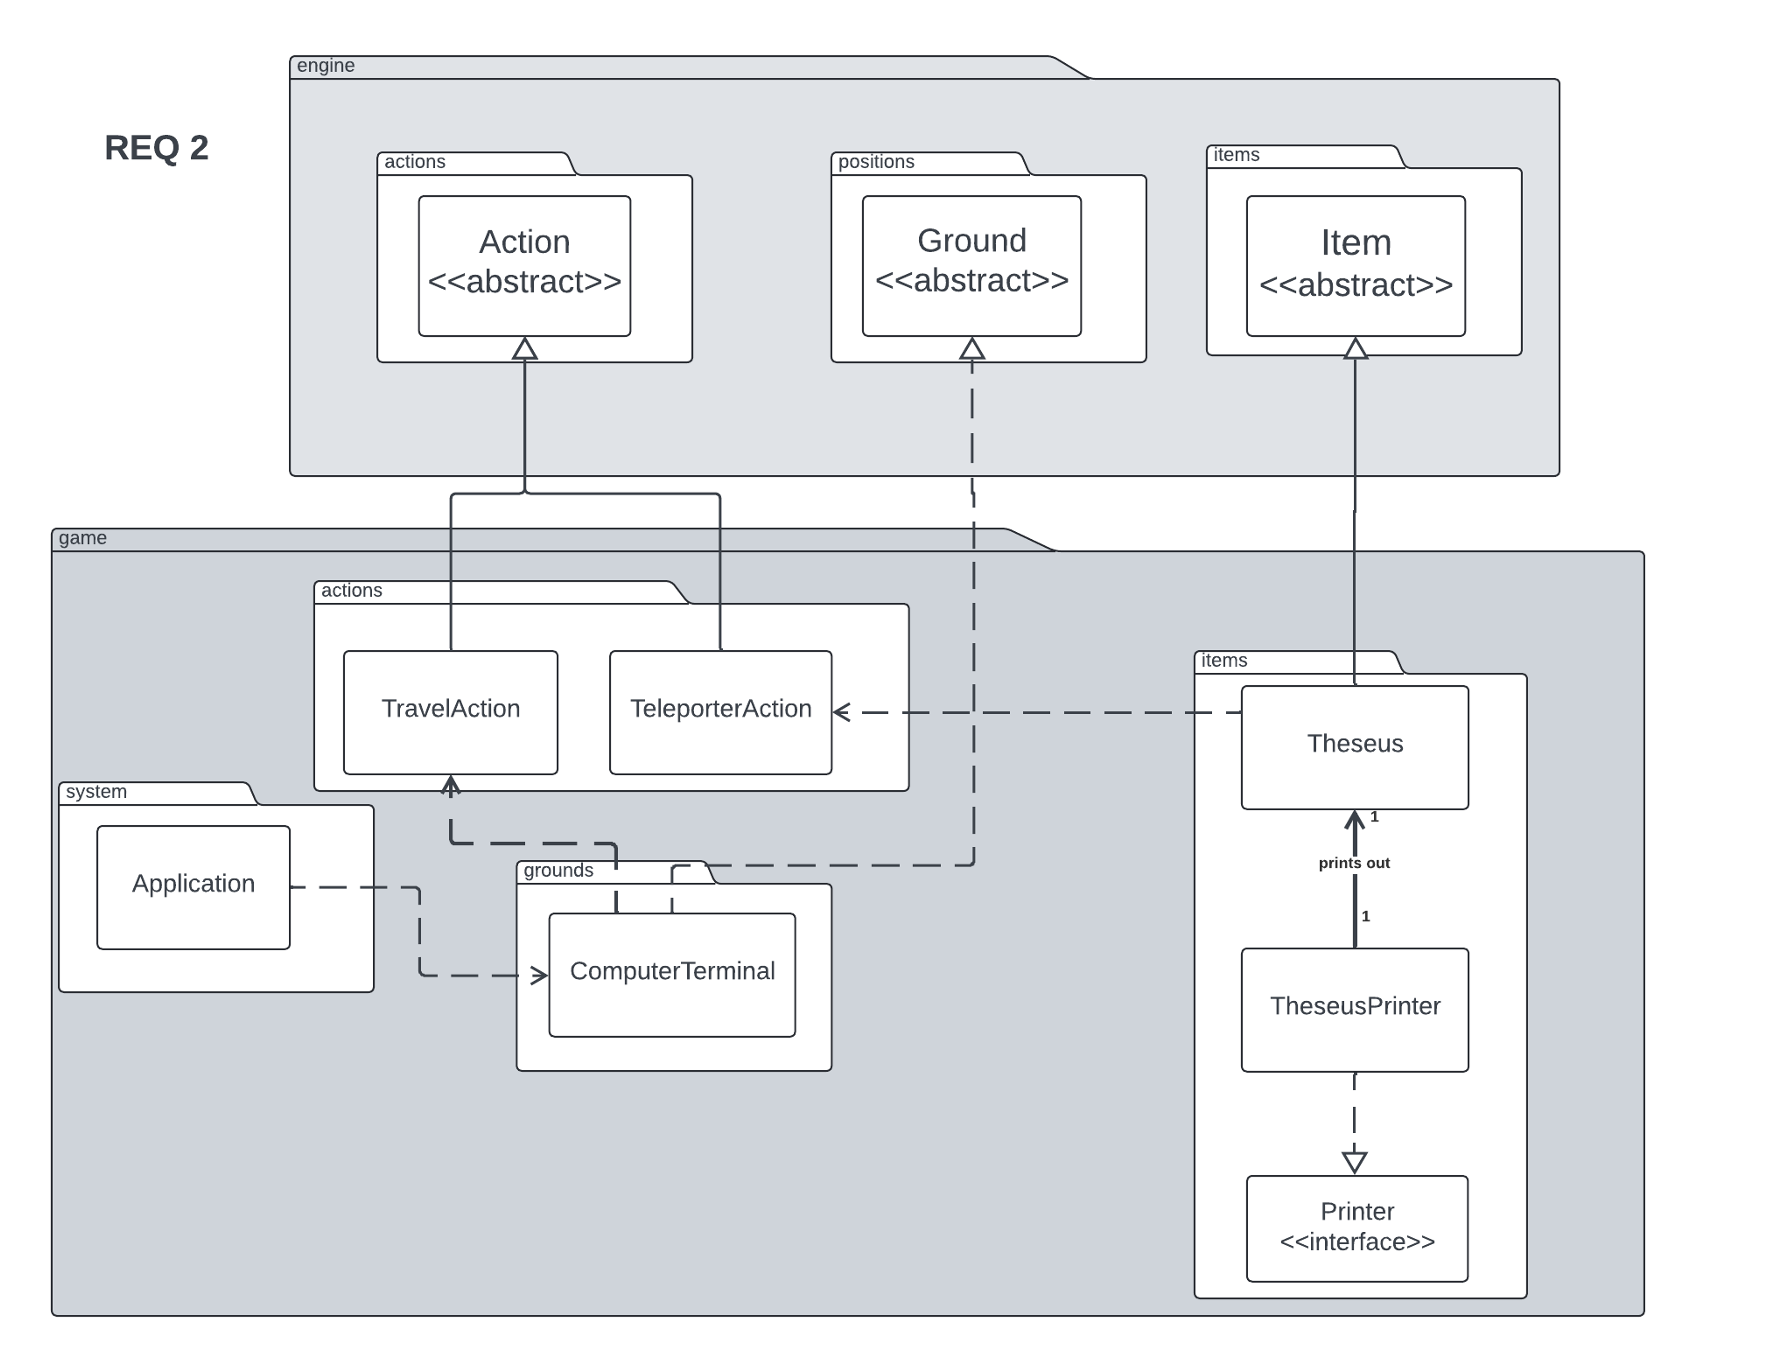 engine
REQ 2
actions
positions
items
Action
<<abstract>>
Ground
<<abstract>>
Item
<<abstract>>
game
actions
items
TravelAction
TeleporterAction
Theseus
system
1
prints out
grounds
Application
1
ComputerTerminal
TheseusPrinter
Printer
<<interface>>